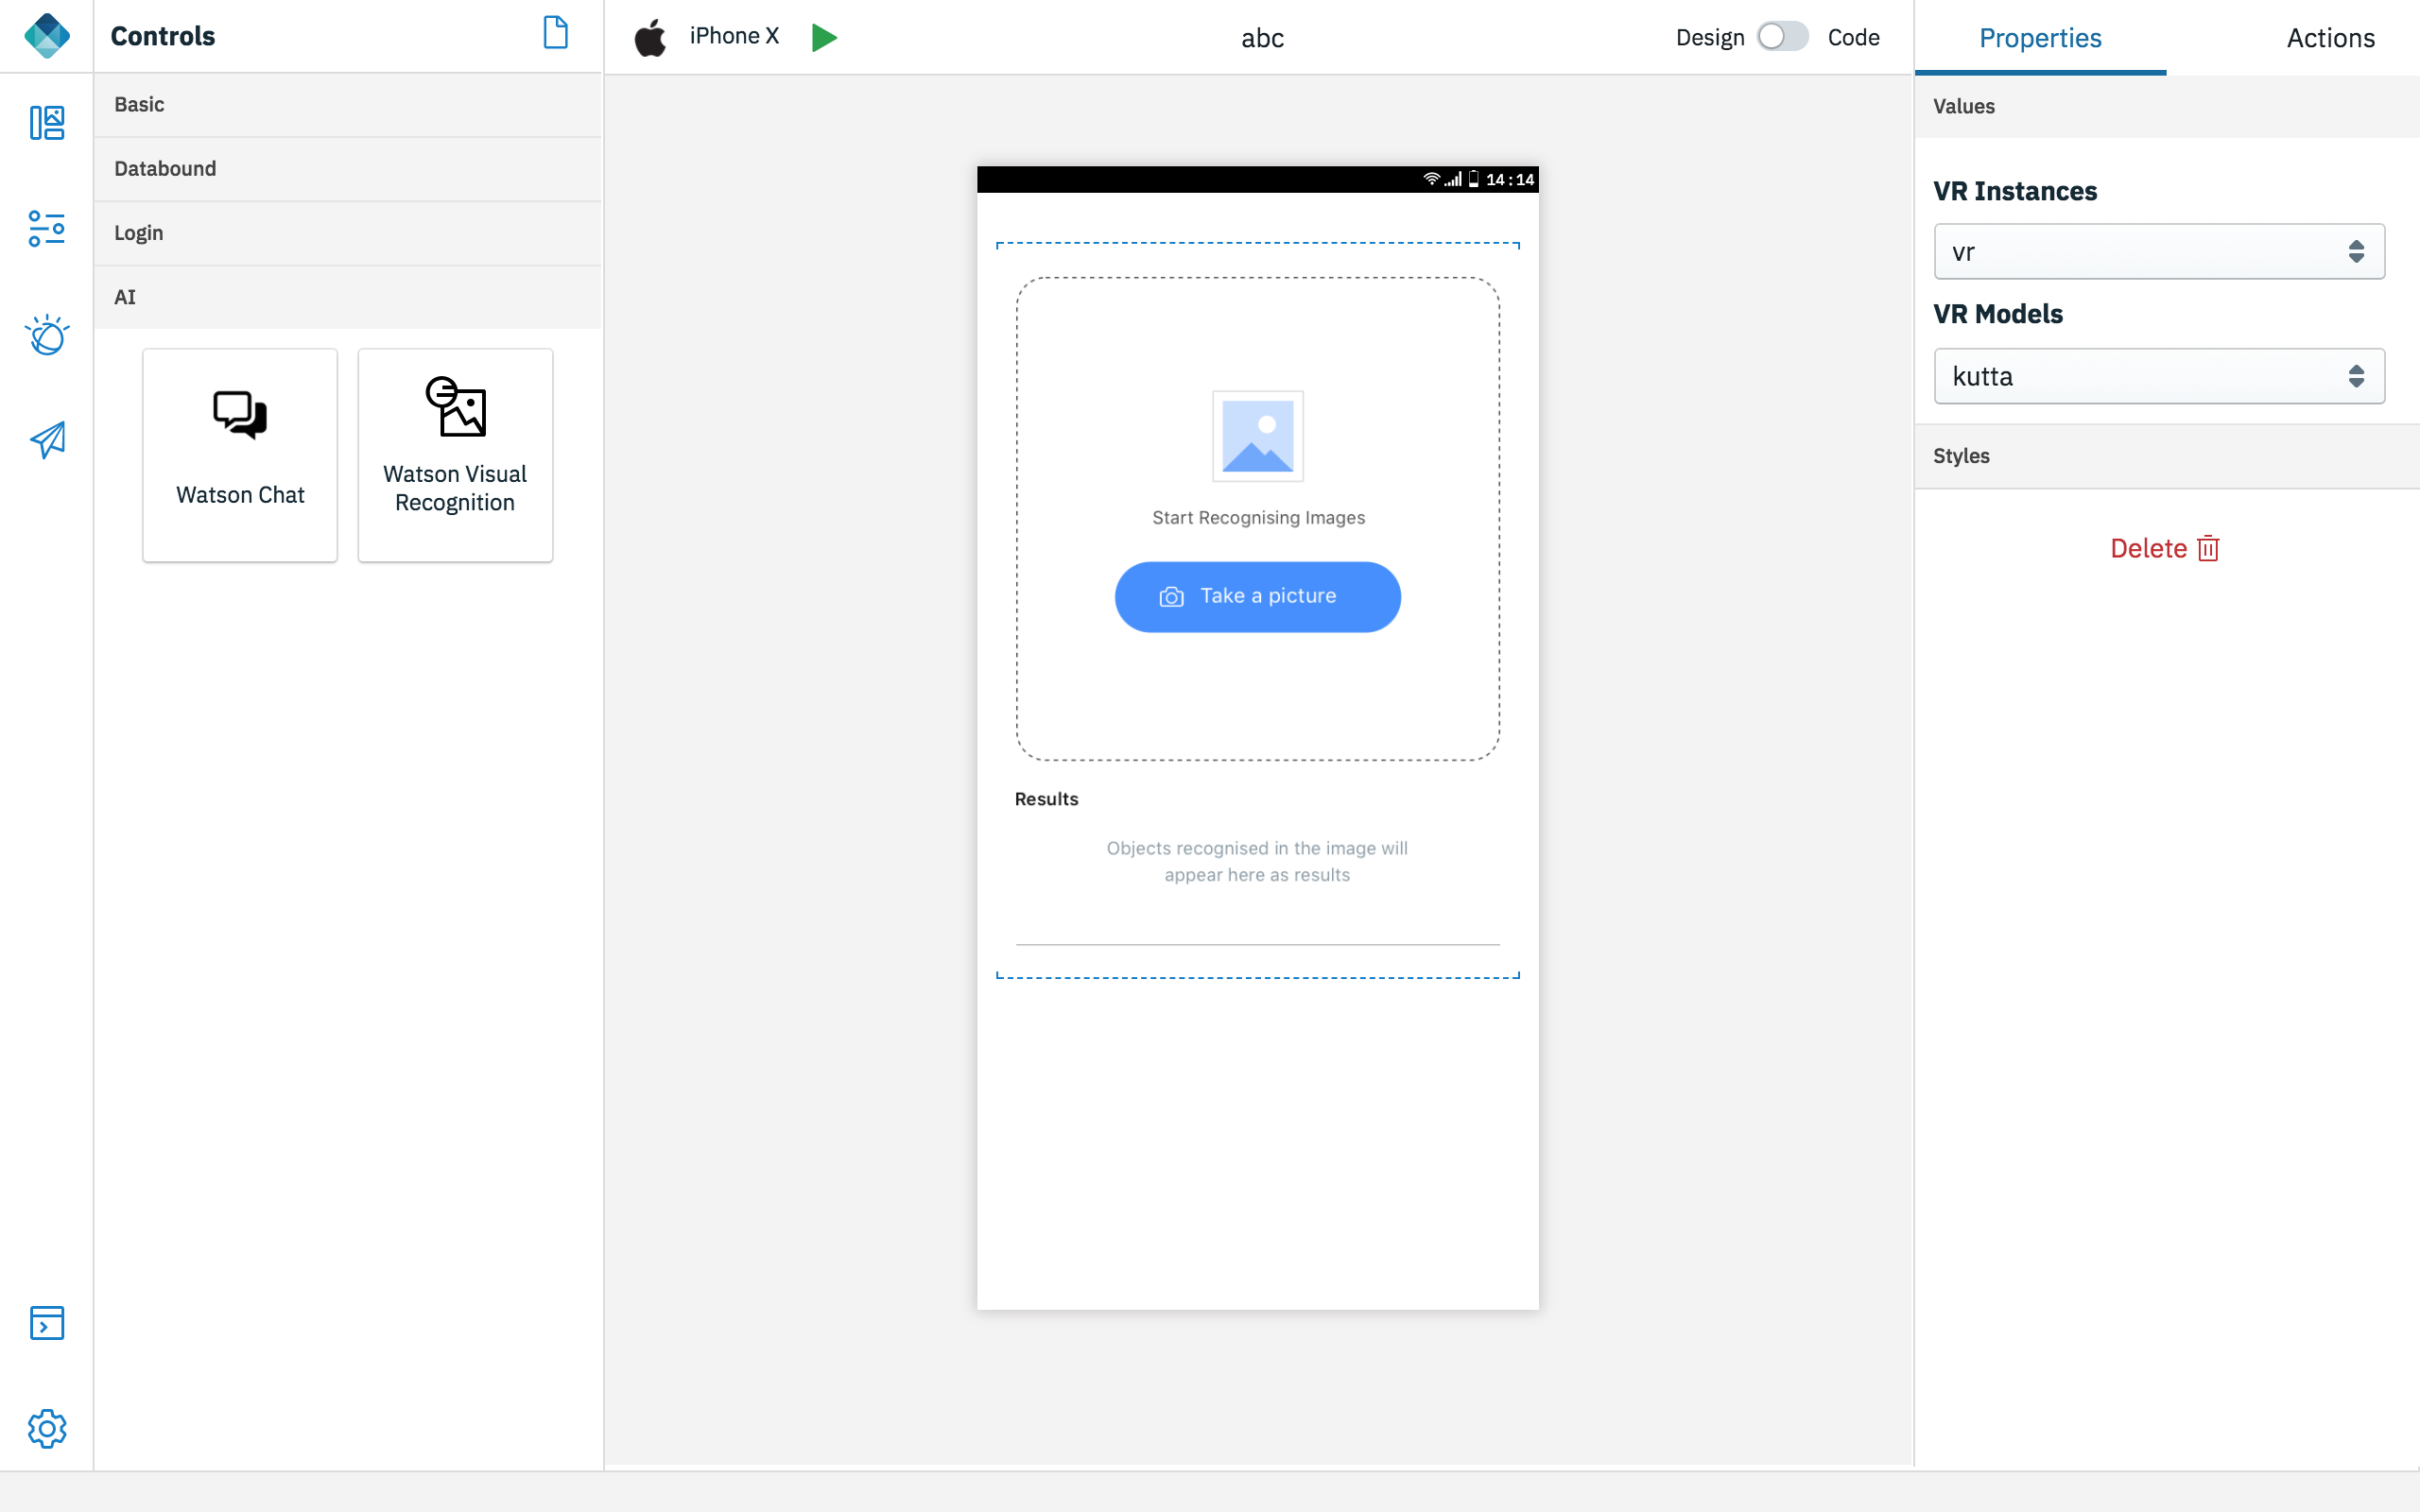 Controls
iPhone X
abc
Design
Code
Properties
Actions
Basic
Databound
Login
AI
Watson Chat
Watson Visual
Recognition
14:14
Start Recognising Images
Take a picture
Results
Objects recognised in the image will
appear here as results
Values
VR Instances
vr
VR Models
kutta
Styles
Delete